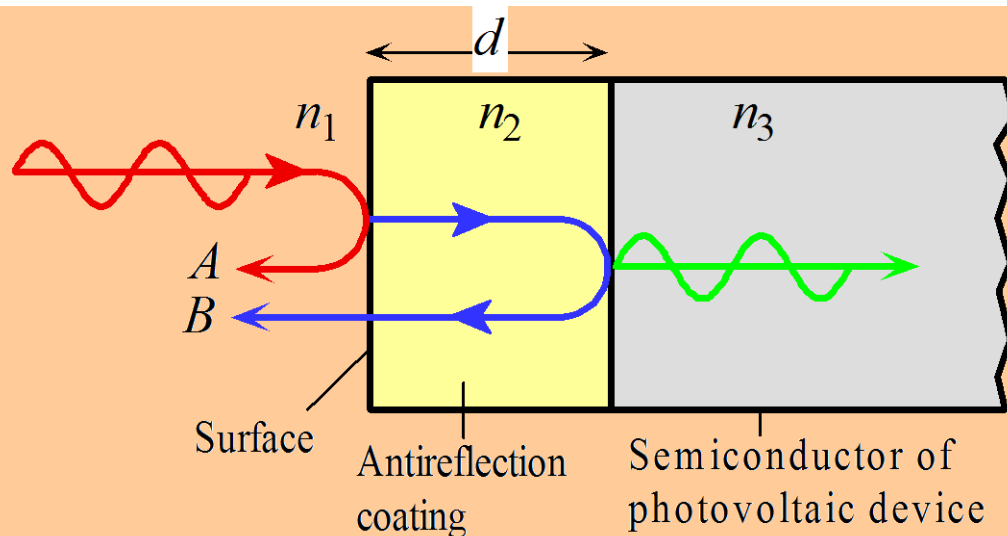 d
n1
n2
n3
A
B
Surface
Antireflection
coating
Semiconductor of
photovoltaic device